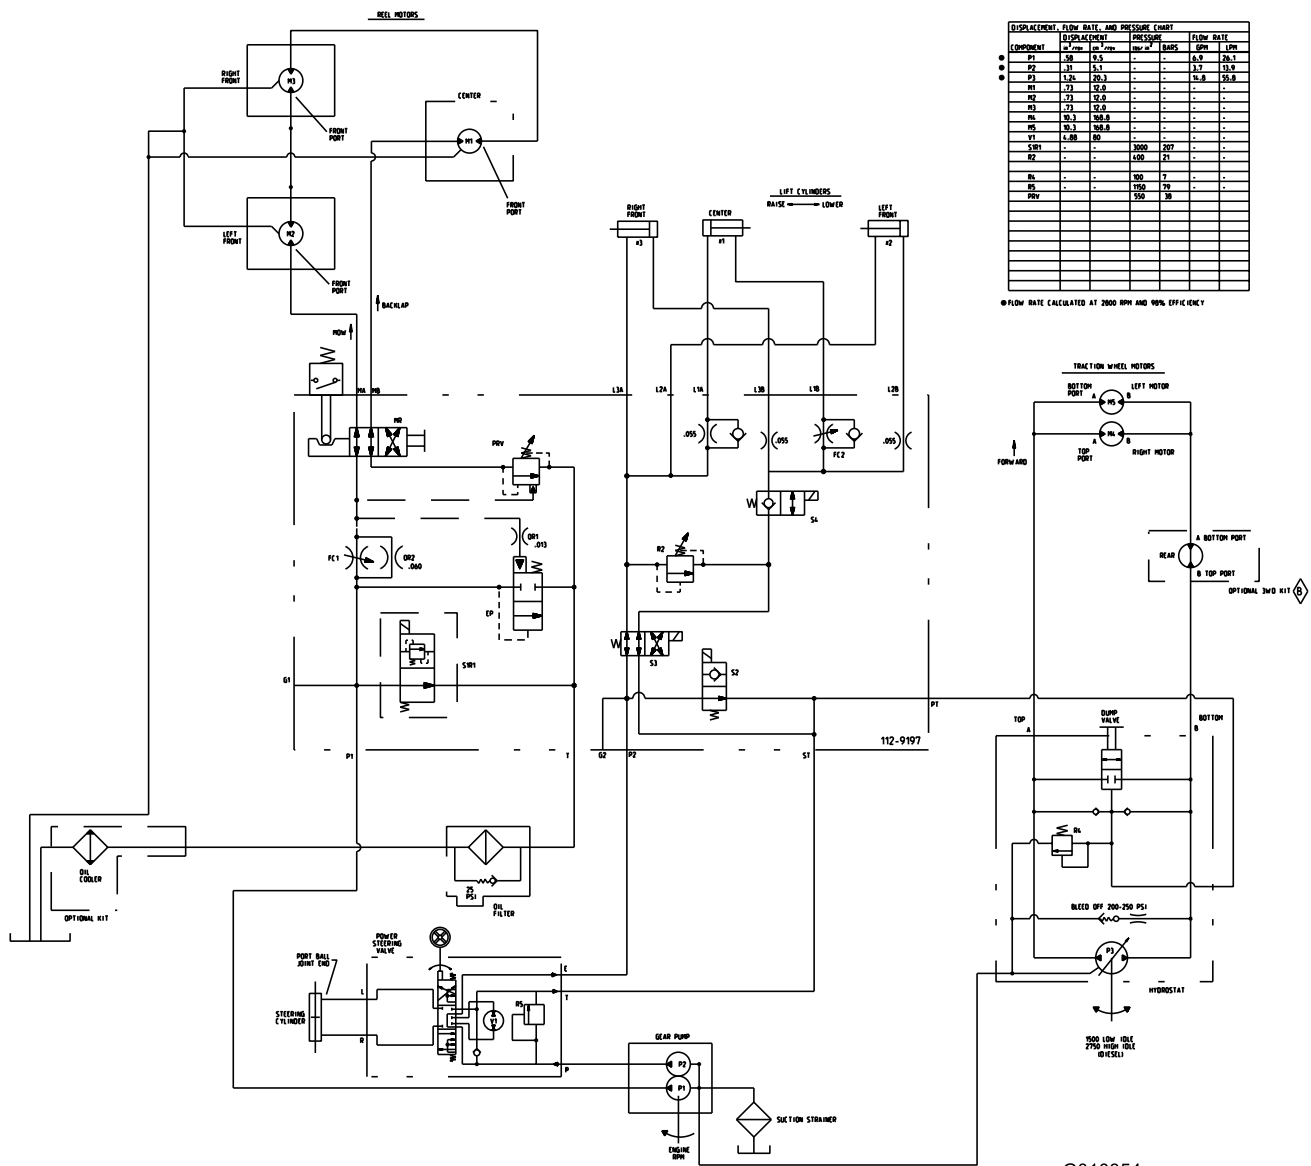 REEL MOTORS
RIGHT
FRONT
M3
FRONT
PORT
CENTER
M1
FRONT
PORT
LEFT
FRONT
M2
FRONT
PORT
BACKLAP
MOW
DISPLACEMENT, FLOW RATE, AND PRESSURE CHART
DISPLACEMENT PRESSURE FLOW RATE
COMPONENT in³/rev cm³/rev lbs/in² BARS GPM LPM
P1 .58 9.5 - - 6.9 26.1
P2 .31 5.1 - - 3.7 13.9
P3 1.24 20.3 - - 14.8 55.8
M1 .73 12.0 - - - -
M2 .73 12.0 - - - -
M3 .73 12.0 - - - -
M4 10.3 168.8 - - - -
M5 10.3 168.8 - - - -
V1 4.88 80 - - - -
S1R1 - - 3000 207 - -
R2 - - 400 21 - -
R4 - - 100 7 - -
R5 - - 1150 79 - -
PRV 550 38
FLOW RATE CALCULATED AT 2800 RPM AND 98% EFFICIENCY
LIFT CYLINDERS
RAISE LOWER
RIGHT
FRONT
#3
CENTER
#1
LEFT
FRONT
#2
MA MB
L3A L2A L1A L3B L1B L2B
MR
PRV
.055
.055
FC2
.055
S4
FC1
OR2
.060
OR1
.013
EP
R2
S1R1
S3
S2
G1
P1
T
G2
P2
ST
PT
112-9197
TRACTION WHEEL MOTORS
BOTTOM
PORT
LEFT MOTOR
A M5 B
A M4 B
TOP
PORT
RIGHT MOTOR
FORWARD
A BOTTOM PORT
REAR
B TOP PORT
OPTIONAL 3WD KIT
B
TOP
A
DUMP
VALVE
BOTTOM
B
R4
BLEED OFF 200-250 PSI
P3
HYDROSTAT
1500 LOW IDLE
2750 HIGH IDLE
(DIESEL)
OIL
COOLER
OPTIONAL KIT
25
PSI
OIL
FILTER
POWER
STEERING
VALVE
PORT BALL
JOINT END
STEERING
CYLINDER
L
R
V1
R5
E
T
P
GEAR PUMP
P2
P1
ENGINE
RPM
SUCTION STRAINER